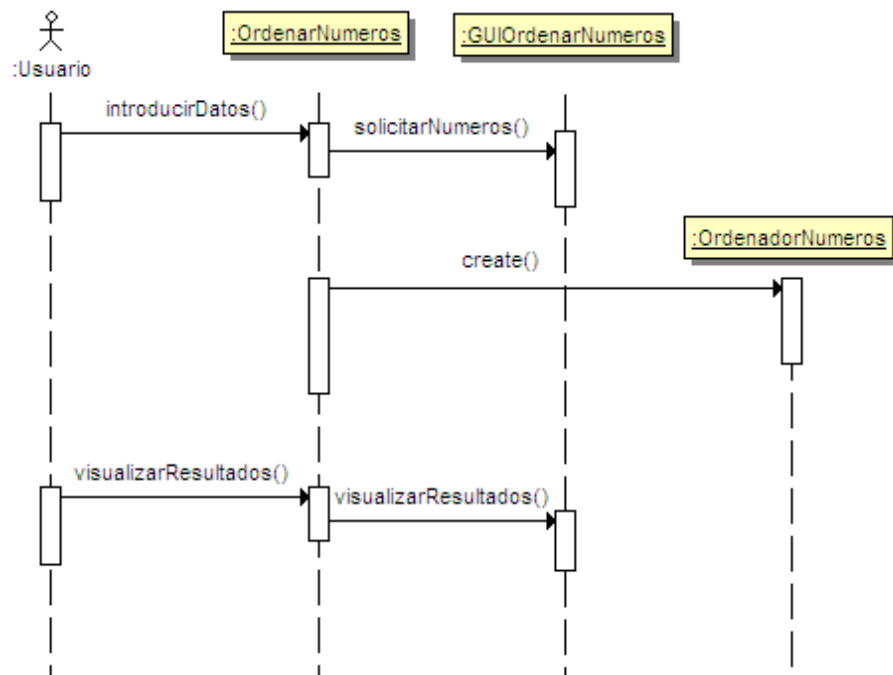 :OrdenarNumeros
:GUIOrdenarNumeros
:Usuario
introducirDatos()
solicitarNumeros()
:OrdenadorNumeros
create()
visualizarResultados()
visualizarResultados()